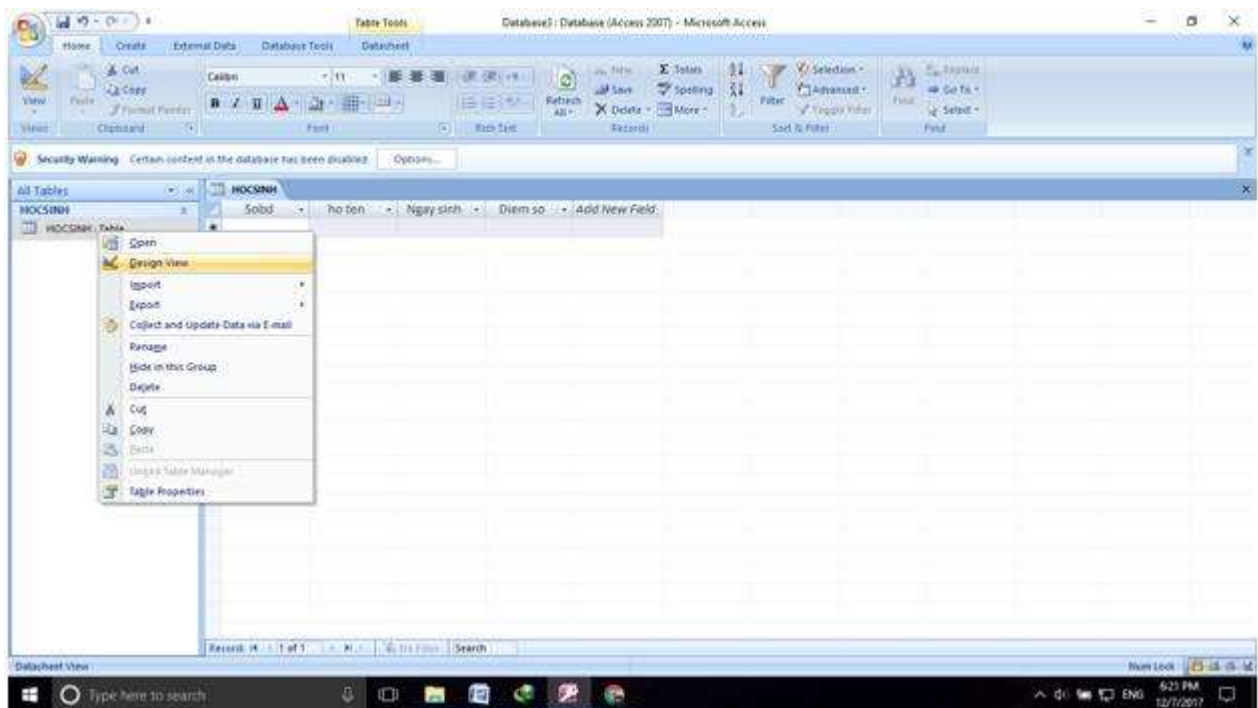 Table Tools Database3 : Database (Access 2007) - Microsoft Access
Home Create External Data Database Tools Datasheet
View Paste Cut Copy Format Painter
Calibri 11
Refresh All New Save Delete Totals Spelling More
Filter Selection Advanced Toggle Filter
Find Replace Go To Select
Views Clipboard Font Rich Text Records Sort & Filter Find
Security Warning Certain content in the database has been disabled Options...
All Tables
HOCSINH
HOCSINH : Table
HOCSINH
Sobd ho ten Ngay sinh Diem so Add New Field
Open
Design View
Import
Export
Collect and Update Data via E-mail
Rename
Hide in this Group
Delete
Cut
Copy
Paste
Linked Table Manager
Table Properties
Record: 1 of 1 No Filter Search
Datasheet View Num Lock
Type here to search
ENG 6:21 PM
12/7/2017